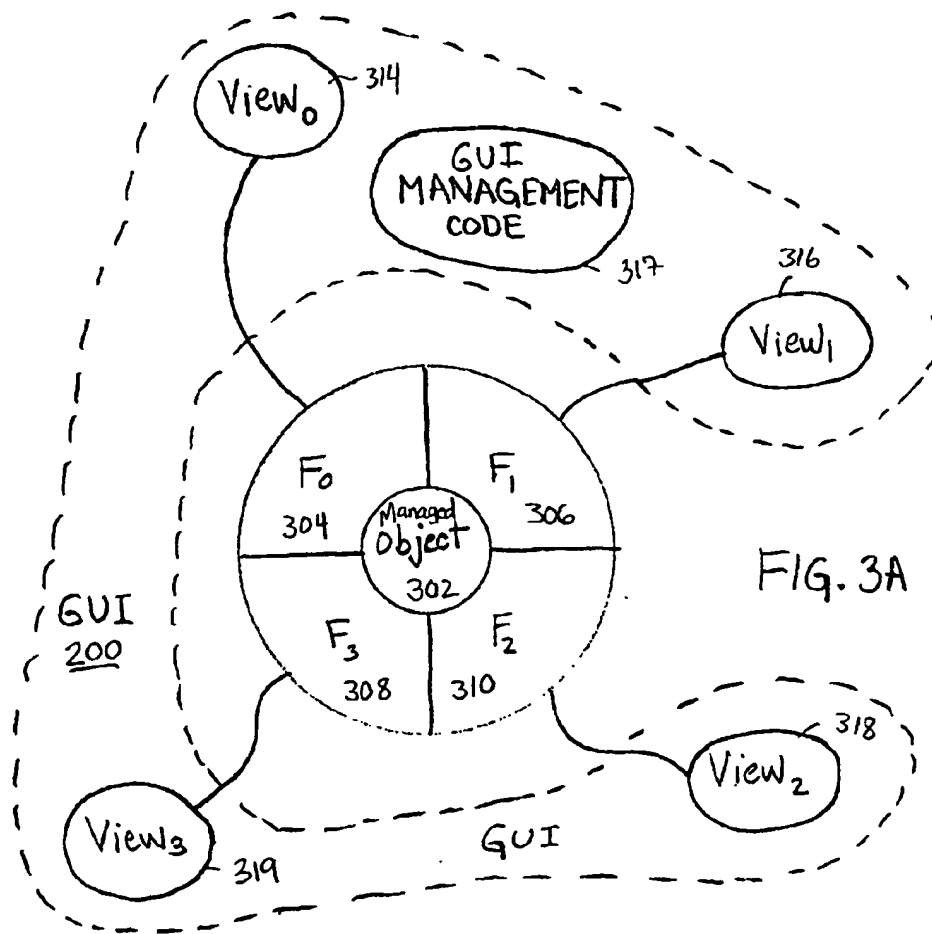 View0
314
GUI
MANAGEMENT
CODE
317
316
View1
F0
304
F1
306
Managed
Object
302
FIG. 3A
GUI
200
F3
308
F2
310
318
View2
View3
319
GUI